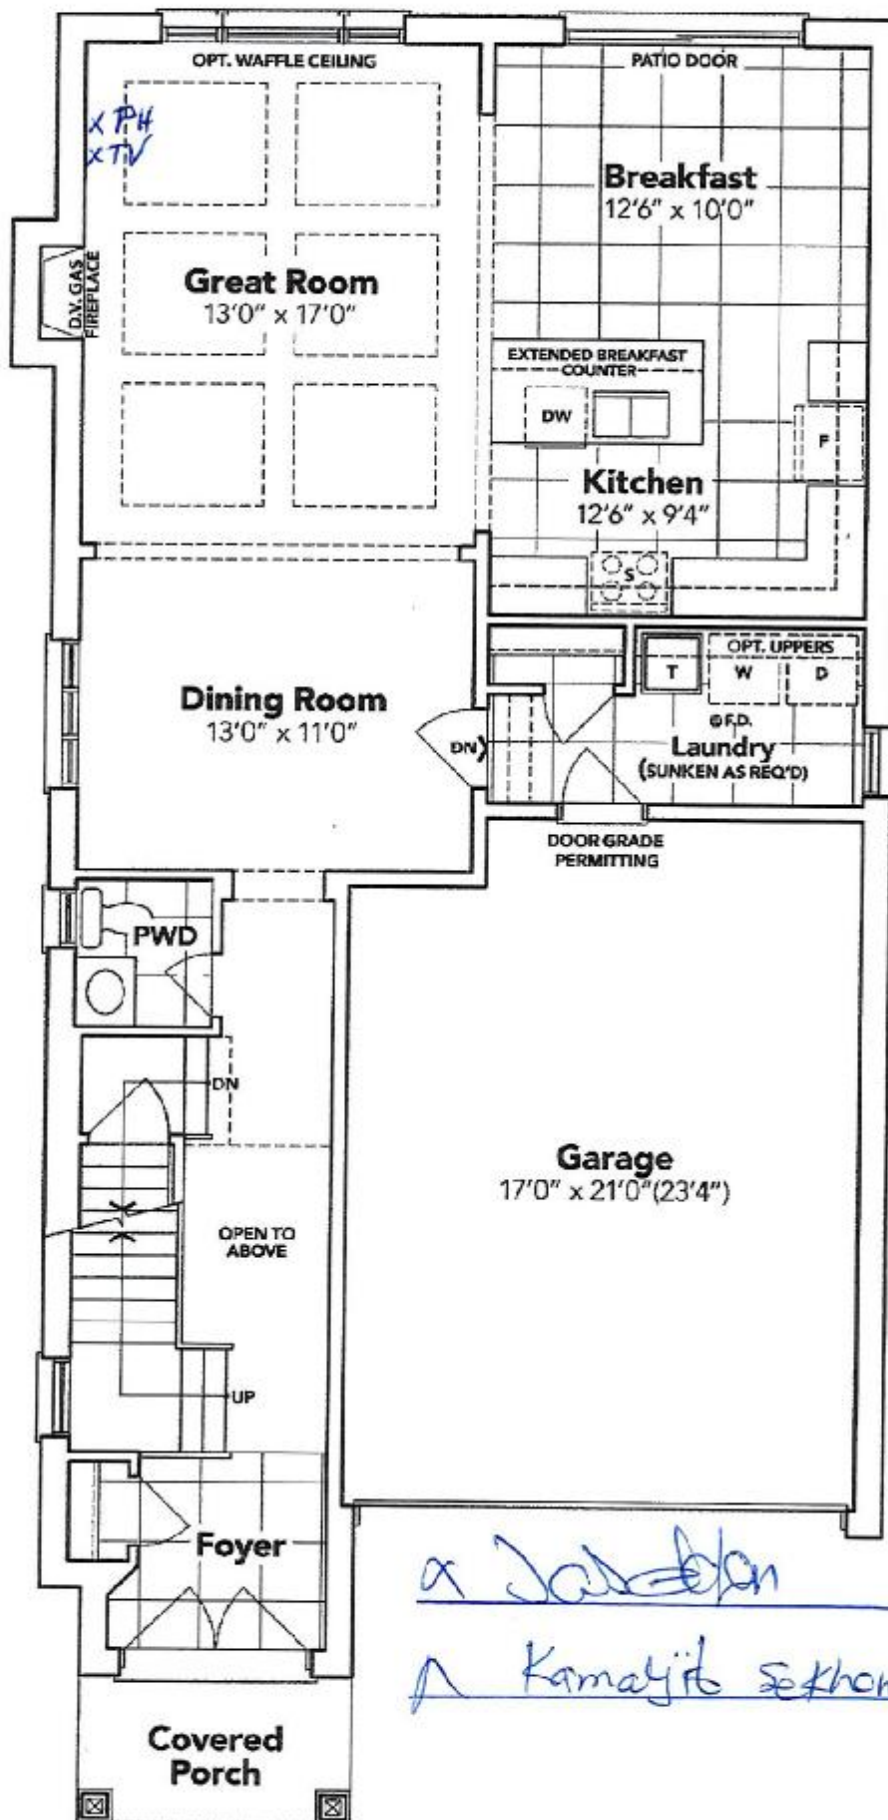 OPT. WAFFLE CEILING
PATIO DOOR
x PH
x TV
Breakfast
12'6" x 10'0"
Great Room
13'0" x 17'0"
D.V. GAS
FIREPLACE
EXTENDED BREAKFAST
COUNTER
DW
F
Kitchen
12'6" x 9'4"
S
OPT. UPPERS
T
W
D
Dining Room
13'0" x 11'0"
F.D.
DN
Laundry
(SUNKEN AS REQ'D)
DOOR GRADE
PERMITTING
PWD
DN
Garage
17'0" x 21'0"(23'4")
OPEN TO
ABOVE
UP
Foyer
Kamaljit Sekhon
Covered
Porch